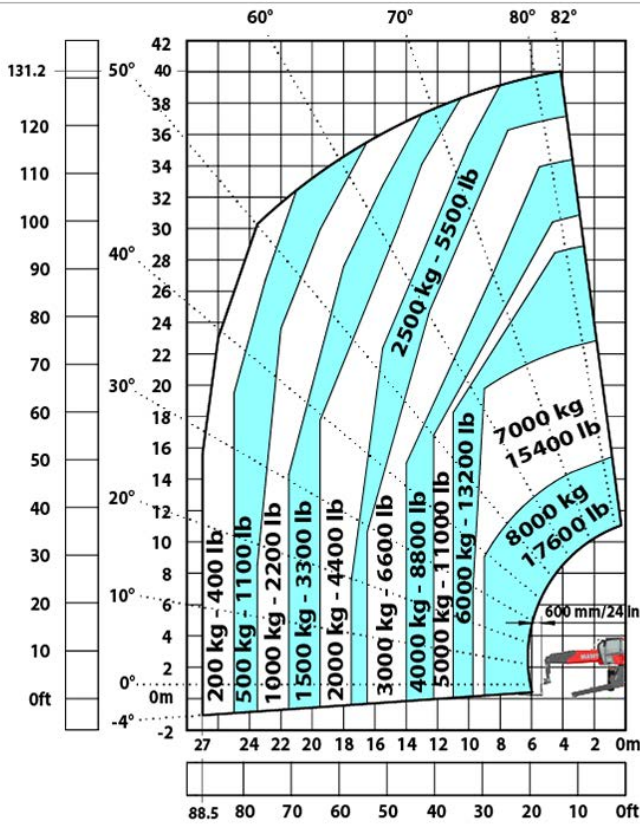 60° 70° 80° 82°
42
131.2 50° 40
38
120 36
110 34
32
100 30
40° 28
90 26
80 24
22
70 20
30° 18
60 16
50 14
20° 12
40 10
30 8
10° 6
20 4
10 2
0ft 0° 0m
-4° -2
200 kg - 400 lb
500 kg - 1100 lb
1000 kg - 2200 lb
1500 kg - 3300 lb
2000 kg - 4400 lb
2500 kg - 5500 lb
3000 kg - 6600 lb
4000 kg - 8800 lb
5000 kg - 11000 lb
6000 kg - 13200 lb
7000 kg
15400 lb
8000 kg
17600 lb
600 mm/24 in
27 24 22 20 18 16 14 12 10 8 6 4 2 0m
88.5 80 70 60 50 40 30 20 10 0ft